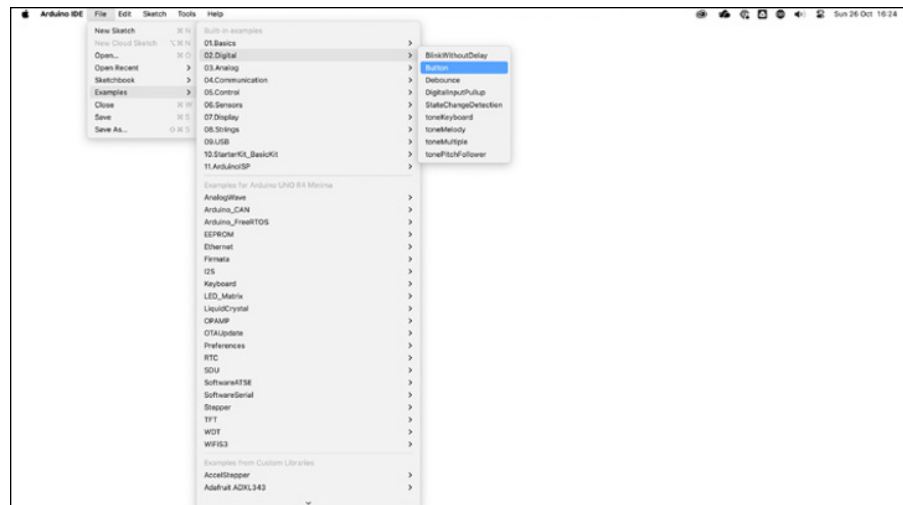 Arduino IDE File Edit Sketch Tools Help Sun 26 Oct 16:24
New Sketch ⌘ N
New Cloud Sketch ⌥ ⌘ N
Open... ⌘ O
Open Recent >
Sketchbook >
Examples >
Close ⌘ W
Save ⌘ S
Save As... ⇧ ⌘ S
Built-in examples
01.Basics >
02.Digital >
03.Analog >
04.Communication >
05.Control >
06.Sensors >
07.Display >
08.Strings >
09.USB >
10.StarterKit_BasicKit >
11.ArduinoISP >
Examples for Arduino UNO R4 Minima
AnalogWave >
Arduino_CAN >
Arduino_FreeRTOS >
EEPROM >
Ethernet >
Firmata >
I2S >
Keyboard >
LED_Matrix >
LiquidCrystal >
OPAMP >
OTAUpdate >
Preferences >
RTC >
SDU >
SoftwareATSE >
SoftwareSerial >
Stepper >
TFT >
WDT >
WiFiS3 >
Examples from Custom Libraries
AccelStepper >
Adafruit ADXL343 >
BlinkWithoutDelay
Button
Debounce
DigitalInputPullup
StateChangeDetection
toneKeyboard
toneMelody
toneMultiple
tonePitchFollower